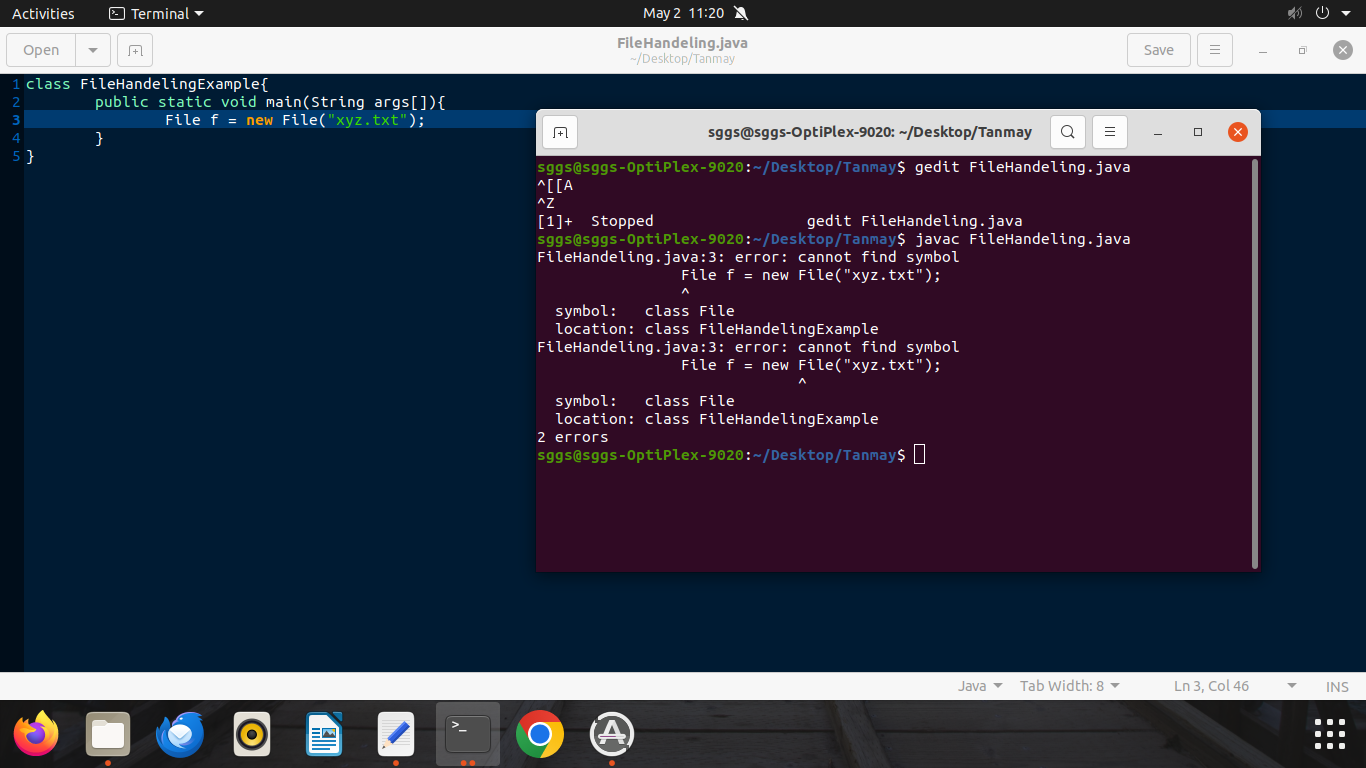 Activities Terminal May 2 11:20
Open FileHandeling.java Save
~/Desktop/Tanmay
1 class FileHandelingExample{
2 public static void main(String args[]){
3 File f = new File("xyz.txt");
4 }
5 }
sggs@sggs-OptiPlex-9020: ~/Desktop/Tanmay
sggs@sggs-OptiPlex-9020:~/Desktop/Tanmay$ gedit FileHandeling.java
^[[A
^Z
[1]+  Stopped                 gedit FileHandeling.java
sggs@sggs-OptiPlex-9020:~/Desktop/Tanmay$ javac FileHandeling.java
FileHandeling.java:3: error: cannot find symbol
                File f = new File("xyz.txt");
                ^
  symbol:   class File
  location: class FileHandelingExample
FileHandeling.java:3: error: cannot find symbol
                File f = new File("xyz.txt");
                             ^
  symbol:   class File
  location: class FileHandelingExample
2 errors
sggs@sggs-OptiPlex-9020:~/Desktop/Tanmay$
Java Tab Width: 8 Ln 3, Col 46 INS
>_